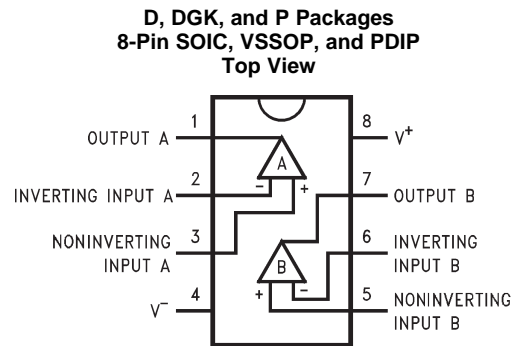 D, DGK, and P Packages
8-Pin SOIC, VSSOP, and PDIP
Top View
1
OUTPUT A
8
V+
A
2
INVERTING INPUT A
- +
7
OUTPUT B
3
NONINVERTING
INPUT A
6
INVERTING
INPUT B
B
4
V-
+ -
5
NONINVERTING
INPUT B